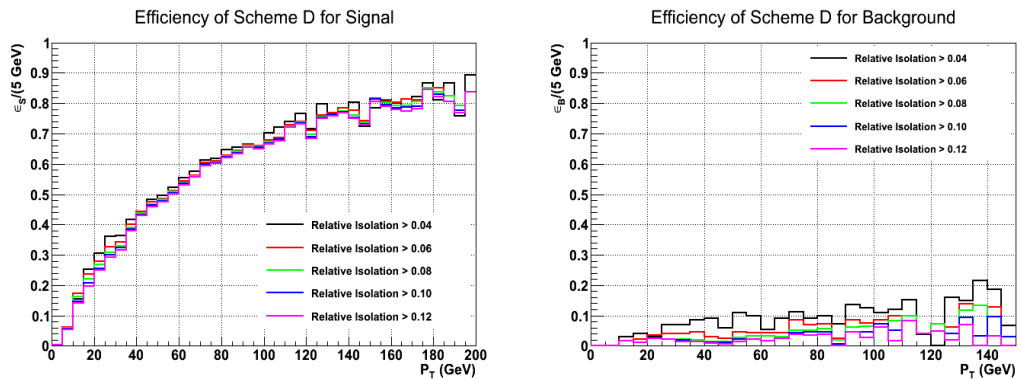 Efficiency of Scheme D for Signal
ε_S/(5 GeV)
1
0.9
0.8
0.7
0.6
0.5
0.4
0.3
0.2
0.1
0
Relative Isolation > 0.04
Relative Isolation > 0.06
Relative Isolation > 0.08
Relative Isolation > 0.10
Relative Isolation > 0.12
0 20 40 60 80 100 120 140 160 180 200
P_T (GeV)
Efficiency of Scheme D for Background
ε_B/(5 GeV)
1
0.9
0.8
0.7
0.6
0.5
0.4
0.3
0.2
0.1
0
Relative Isolation > 0.04
Relative Isolation > 0.06
Relative Isolation > 0.08
Relative Isolation > 0.10
Relative Isolation > 0.12
0 20 40 60 80 100 120 140
P_T (GeV)